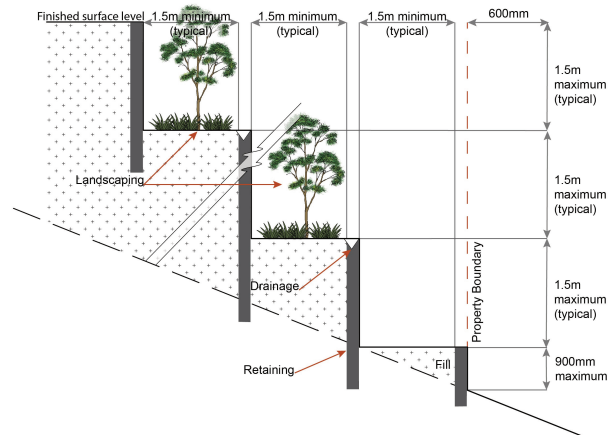 Finished surface level
1.5m minimum
(typical)
1.5m minimum
(typical)
1.5m minimum
(typical)
600mm
1.5m
maximum
(typical)
Landscaping
1.5m
maximum
(typical)
Drainage
Property Boundary
1.5m
maximum
(typical)
Retaining
Fill
900mm
maximum